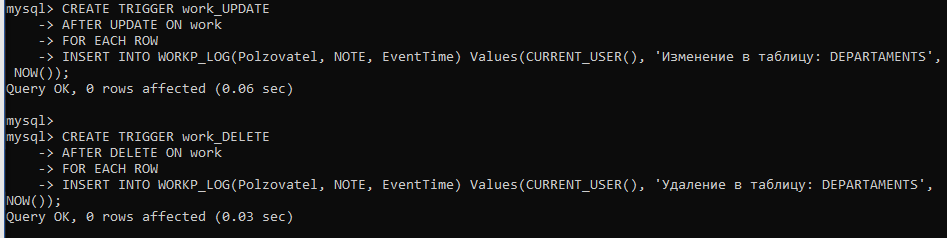 mysql> CREATE TRIGGER work_UPDATE
    -> AFTER UPDATE ON work
    -> FOR EACH ROW
    -> INSERT INTO WORKP_LOG(Polzovatel, NOTE, EventTime) Values(CURRENT_USER(), 'Изменение в таблицу: DEPARTAMENTS',
 NOW());
Query OK, 0 rows affected (0.06 sec)

mysql>
mysql> CREATE TRIGGER work_DELETE
    -> AFTER DELETE ON work
    -> FOR EACH ROW
    -> INSERT INTO WORKP_LOG(Polzovatel, NOTE, EventTime) Values(CURRENT_USER(), 'Удаление в таблицу: DEPARTAMENTS',
NOW());
Query OK, 0 rows affected (0.03 sec)